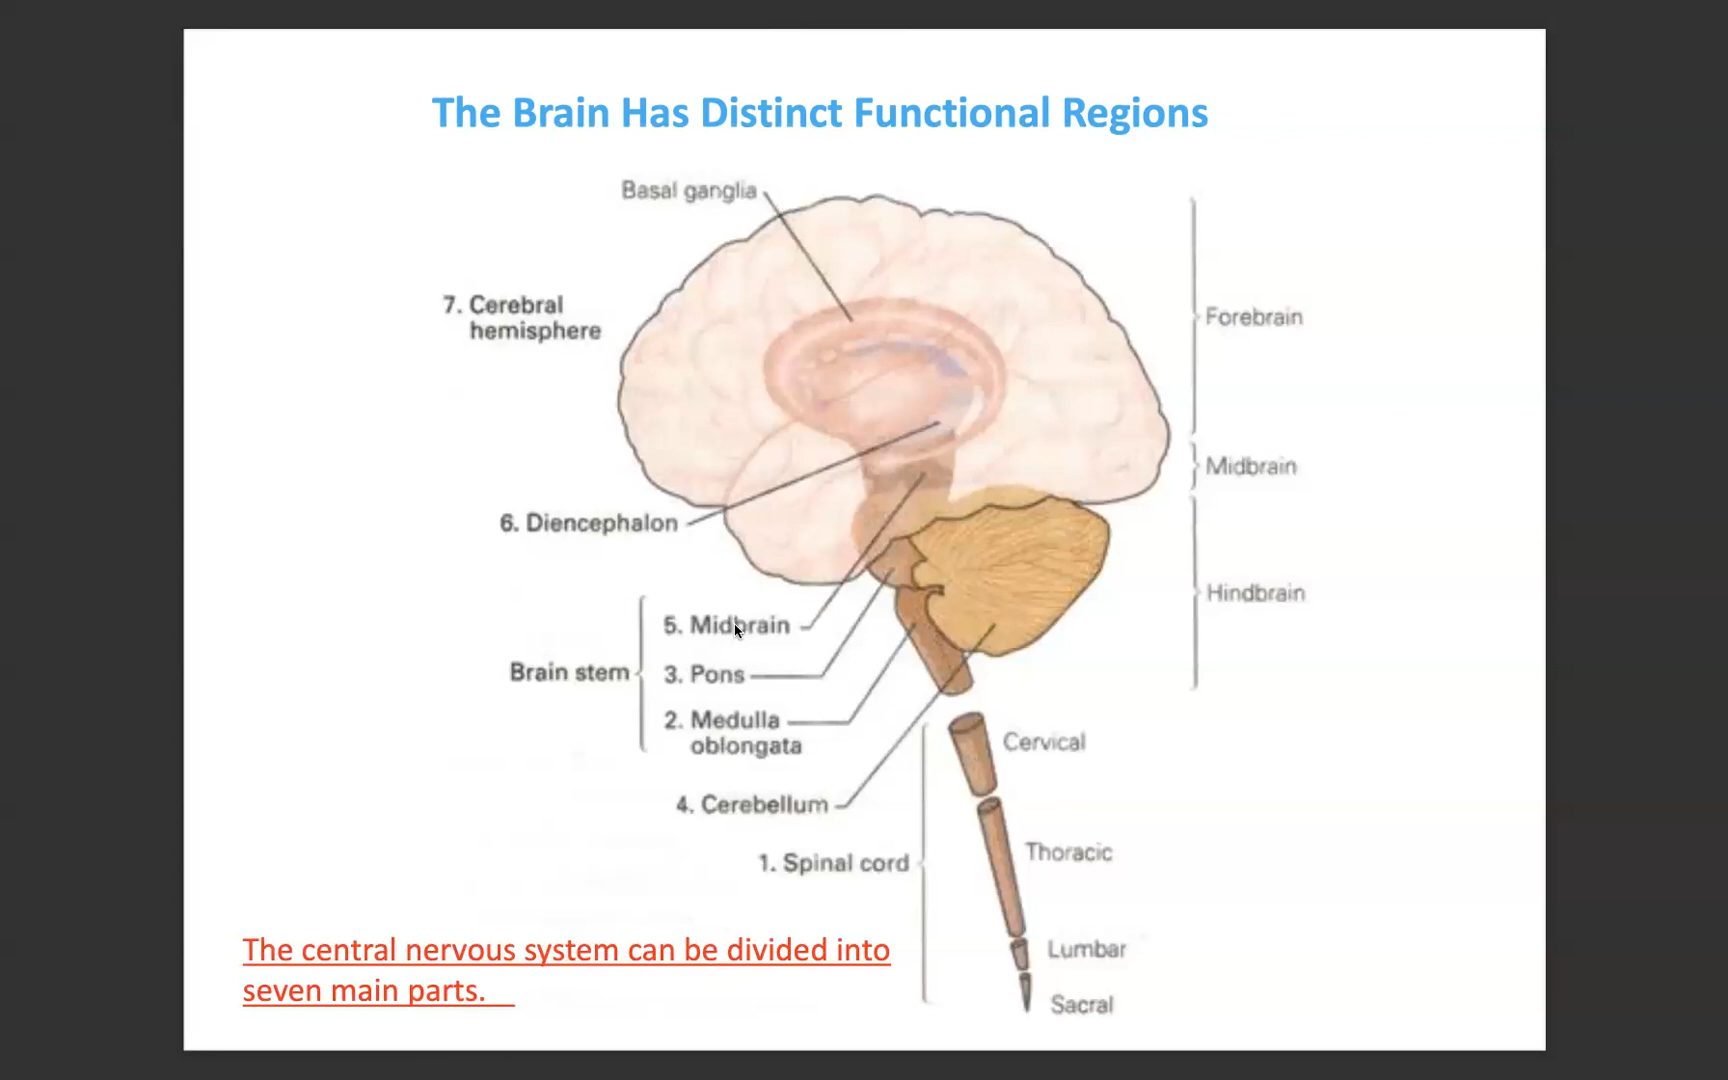 The Brain Has Distinct Functional Regions
Basal ganglia
7. Cerebral
hemisphere
Forebrain
Midbrain
6. Diencephalon
Hindbrain
5. Midbrain
Brain stem
3. Pons
2. Medulla
oblongata
Cervical
4. Cerebellum
Thoracic
1. Spinal cord
The central nervous system can be divided into
seven main parts.
Lumbar
Sacral